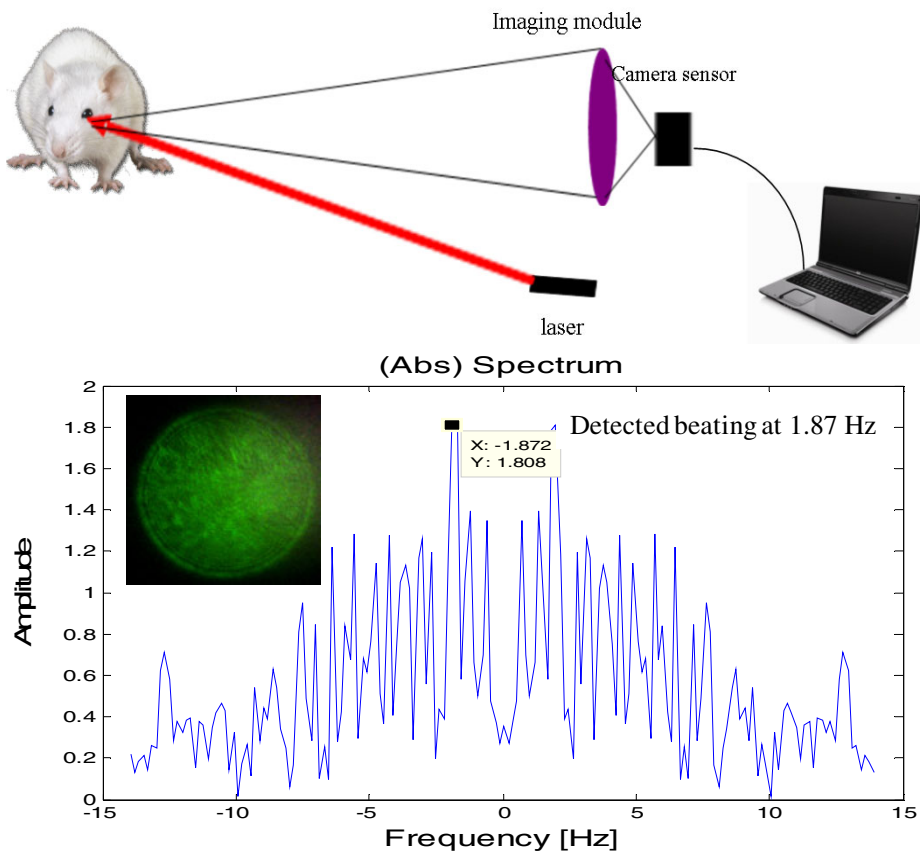 Imaging module
Camera sensor
laser
(Abs) Spectrum
Detected beating at 1.87 Hz
X: -1.872
Y: 1.808
Amplitude
2
1.8
1.6
1.4
1.2
1
0.8
0.6
0.4
0.2
0
-15
-10
-5
0
5
10
15
Frequency [Hz]